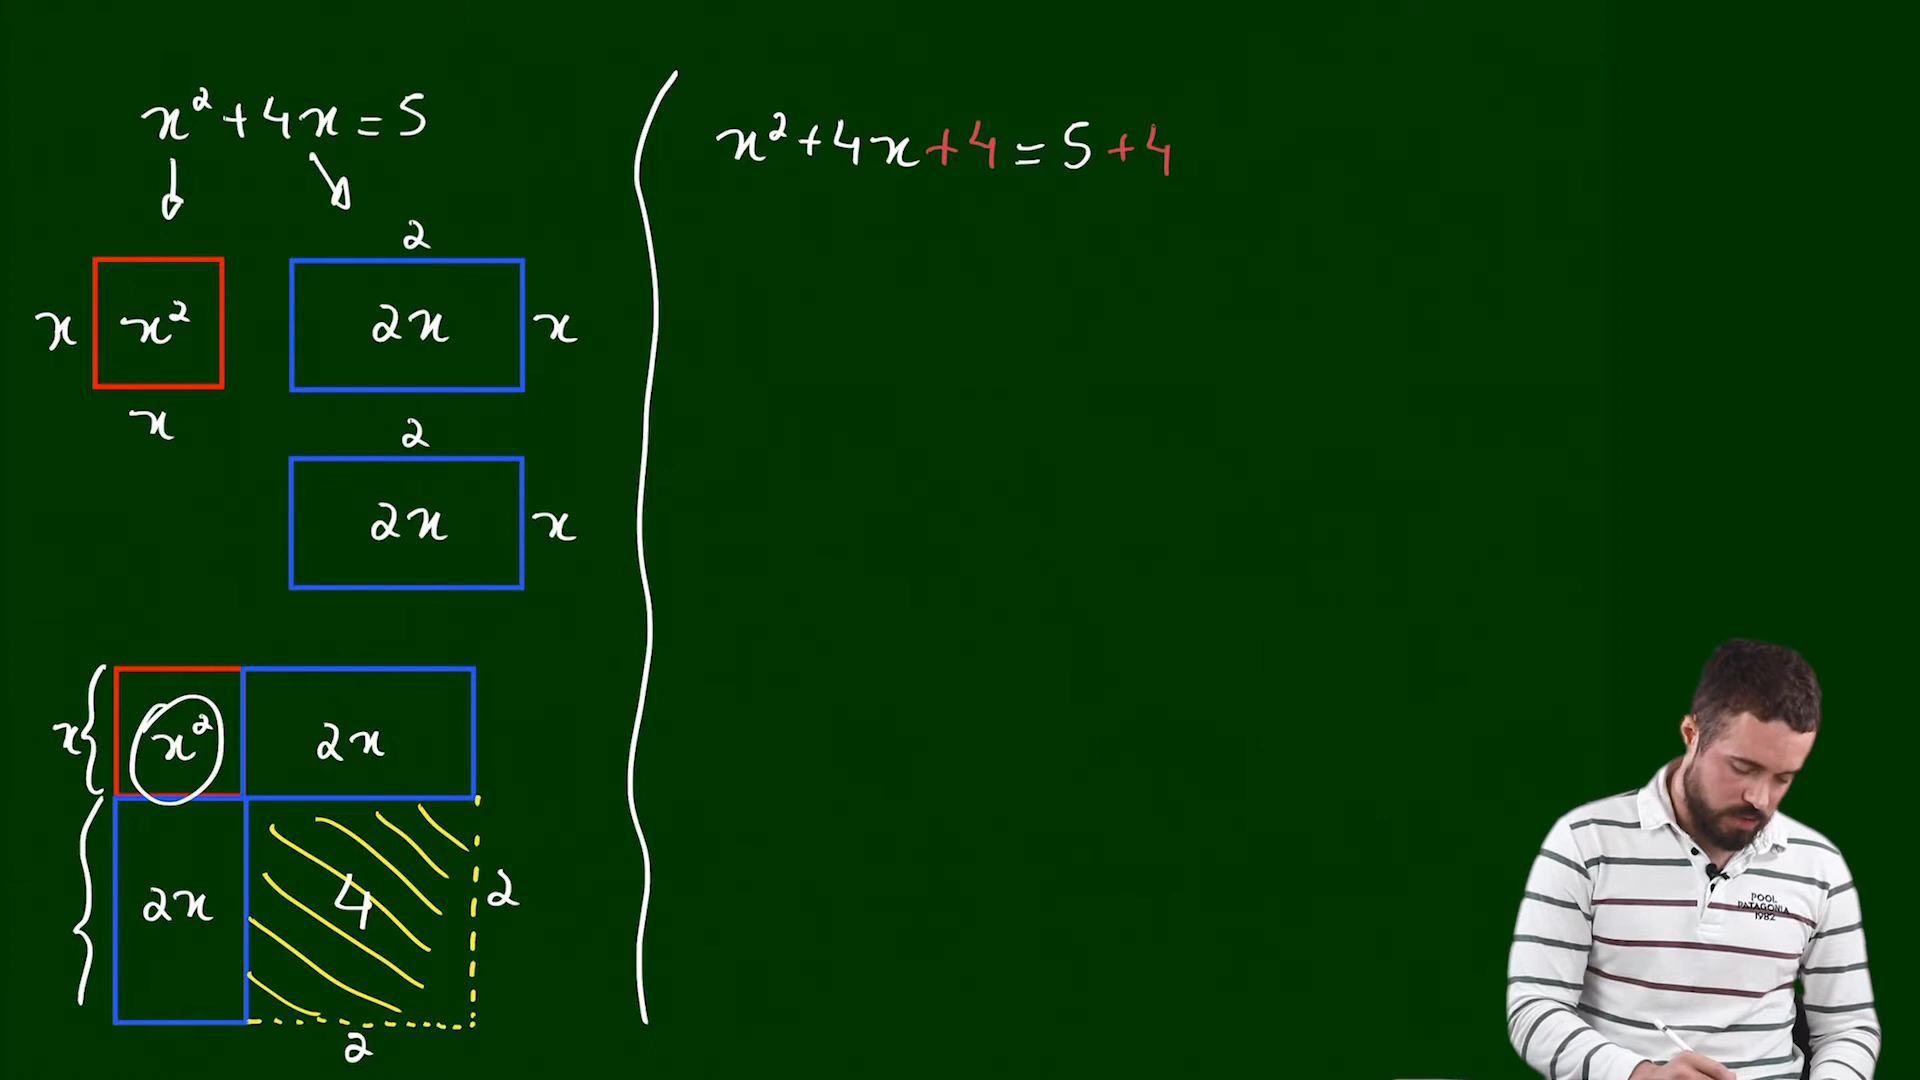 x² + 4x = 5
x² + 4x + 4 = 5 + 4
2
x
x²
2x
x
x
2
2x
x
x
x²
2x
2x
4
2
2
POOL
PATAGONIA
1982